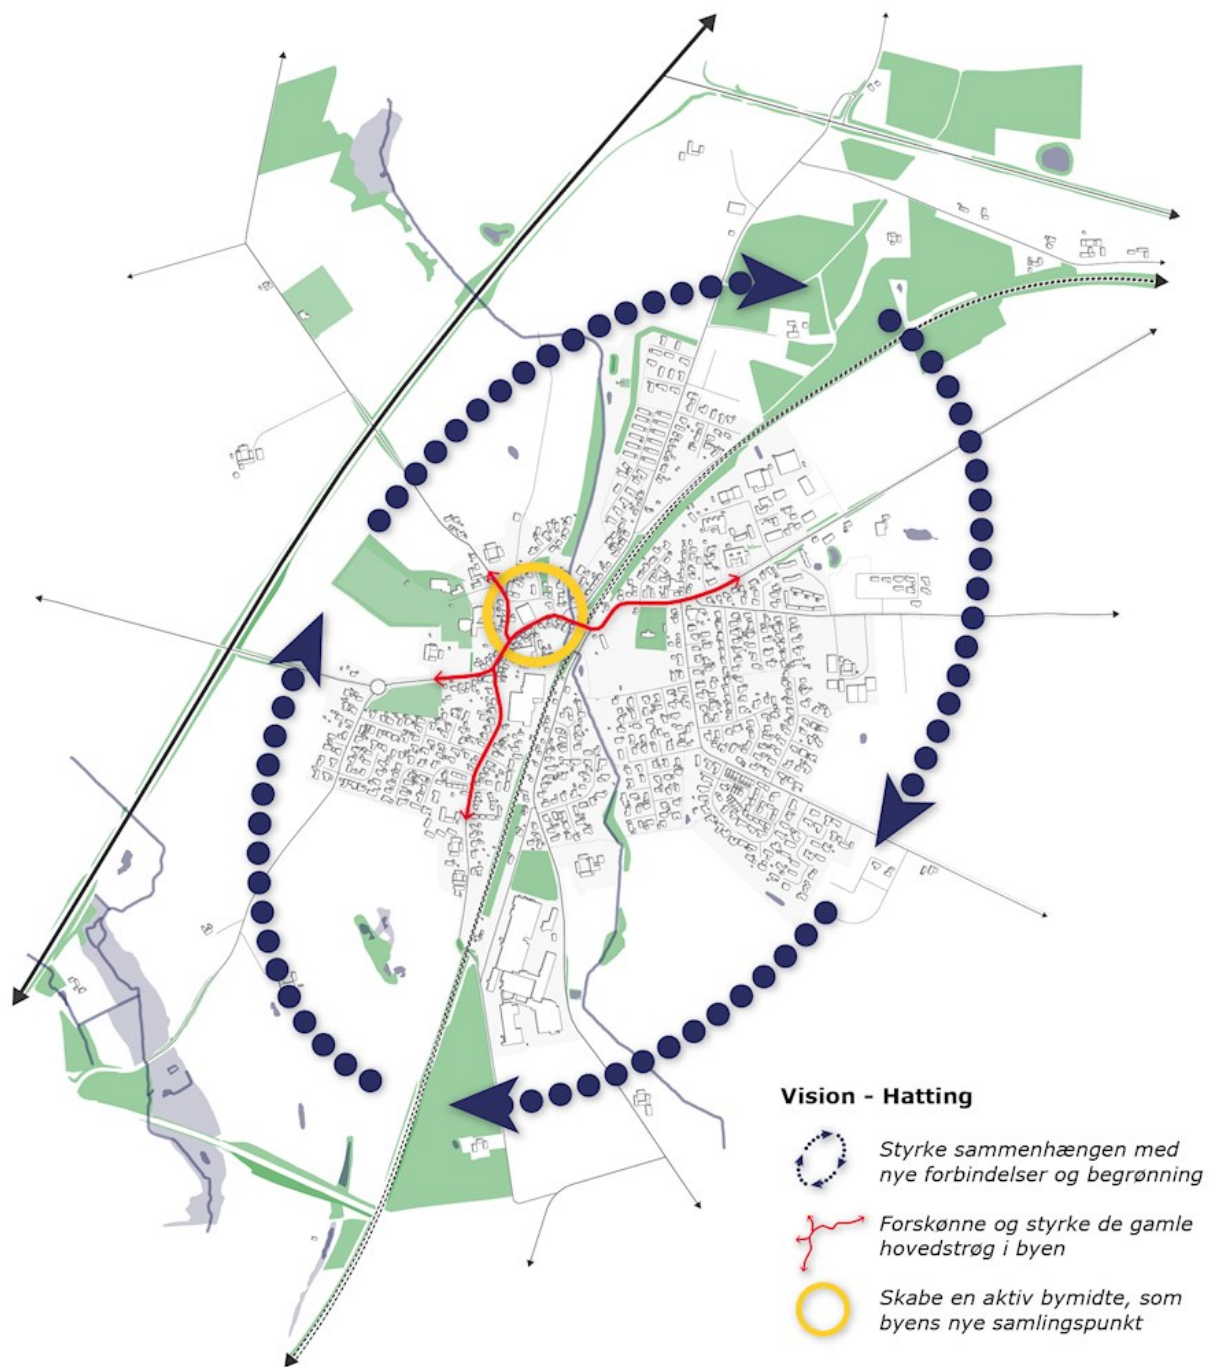 Vision - Hatting
Styrke sammenhængen med
nye forbindelser og begrønning
Forskønne og styrke de gamle
hovedstrøg i byen
Skabe en aktiv bymidte, som
byens nye samlingspunkt